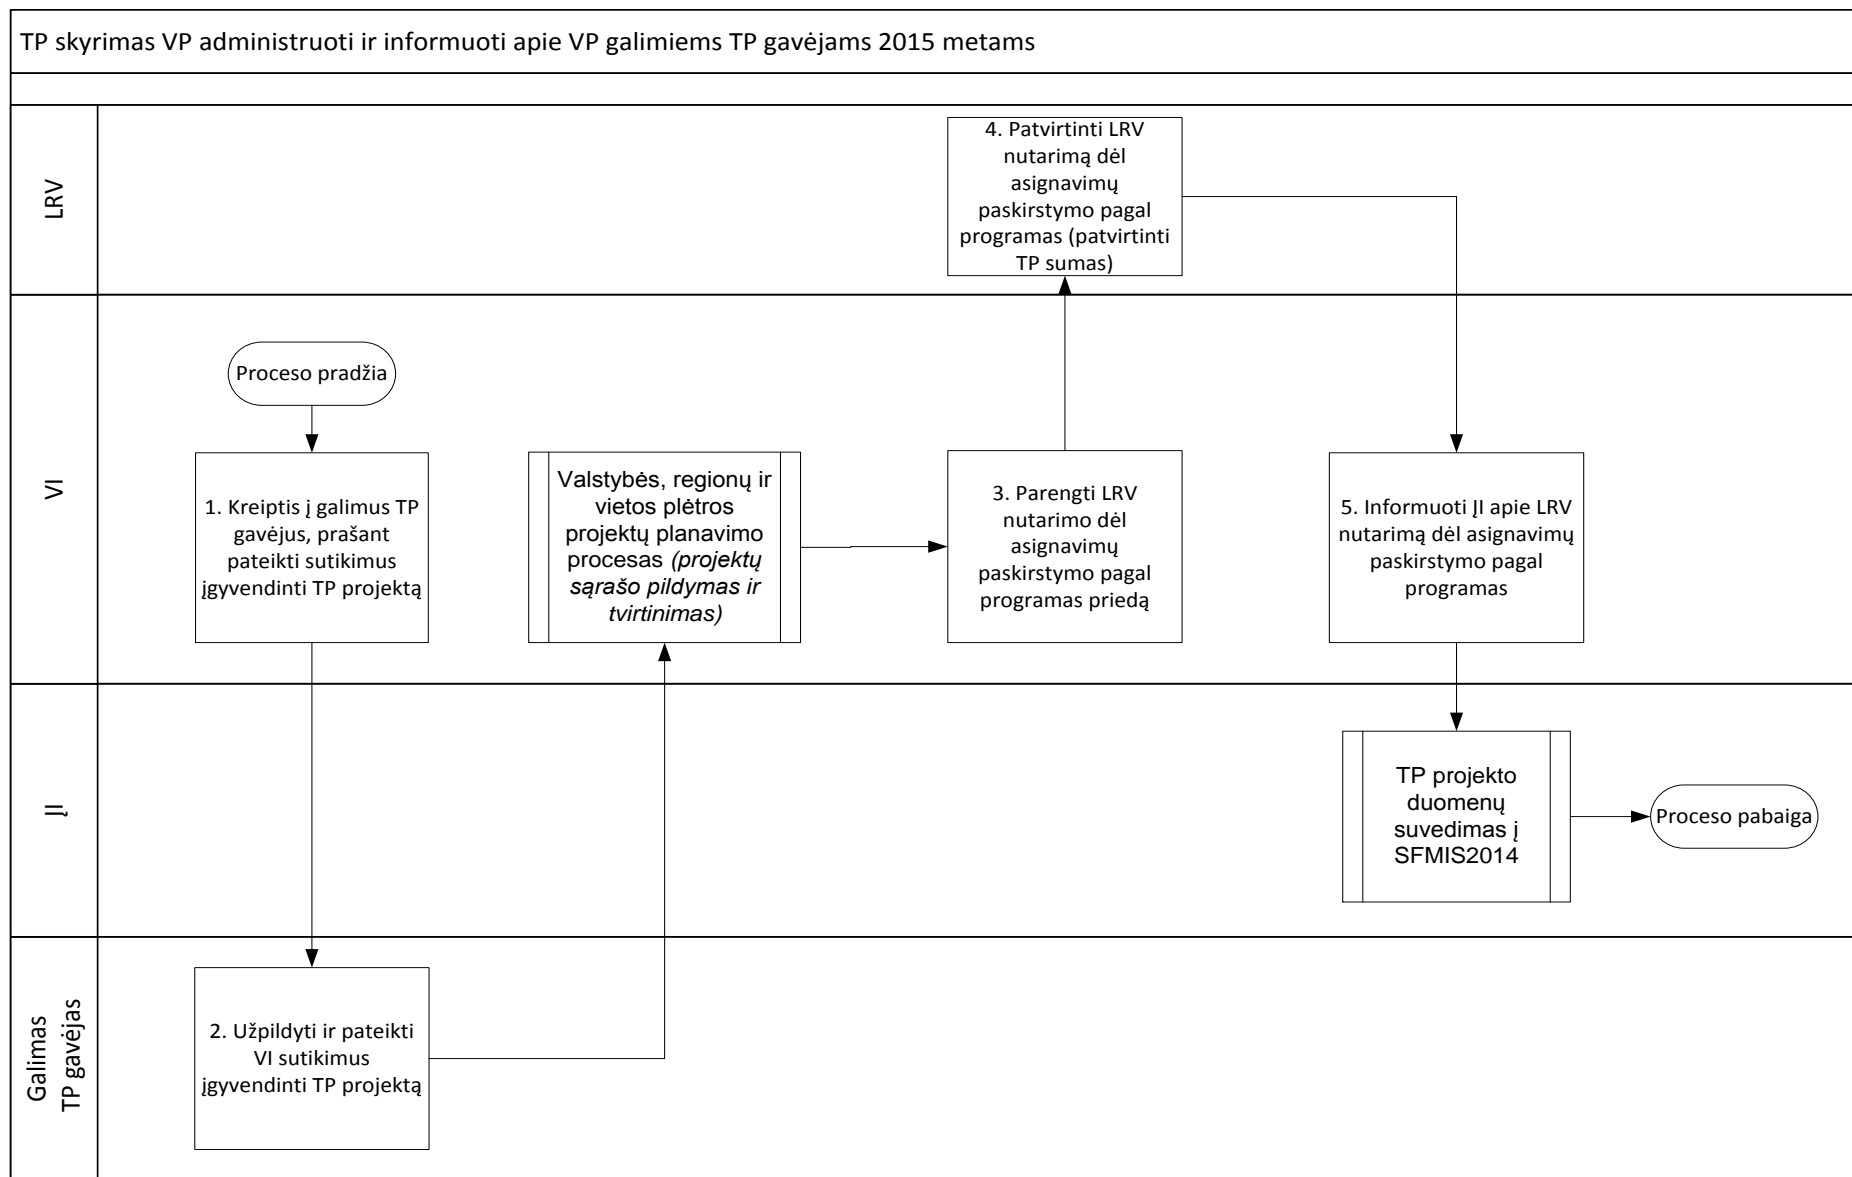 TP skyrimas VP administruoti ir informuoti apie VP galimiems TP gavėjams 2015 metams
LRV
4. Patvirtinti LRV
nutarimą dėl
asignavimų
paskirstymo pagal
programas (patvirtinti
TP sumas)
VI
Proceso pradžia
1. Kreiptis į galimus TP
gavėjus, prašant
pateikti sutikimus
įgyvendinti TP projektą
Valstybės, regionų ir
vietos plėtros
projektų planavimo
procesas (projektų
sąrašo pildymas ir
tvirtinimas)
3. Parengti LRV
nutarimo dėl
asignavimų
paskirstymo pagal
programas priedą
5. Informuoti ĮI apie LRV
nutarimą dėl asignavimų
paskirstymo pagal
programas
ĮI
TP projekto
duomenų
suvedimas į
SFMIS2014
Proceso pabaiga
Galimas
TP gavėjas
2. Užpildyti ir pateikti
VI sutikimus
įgyvendinti TP projektą